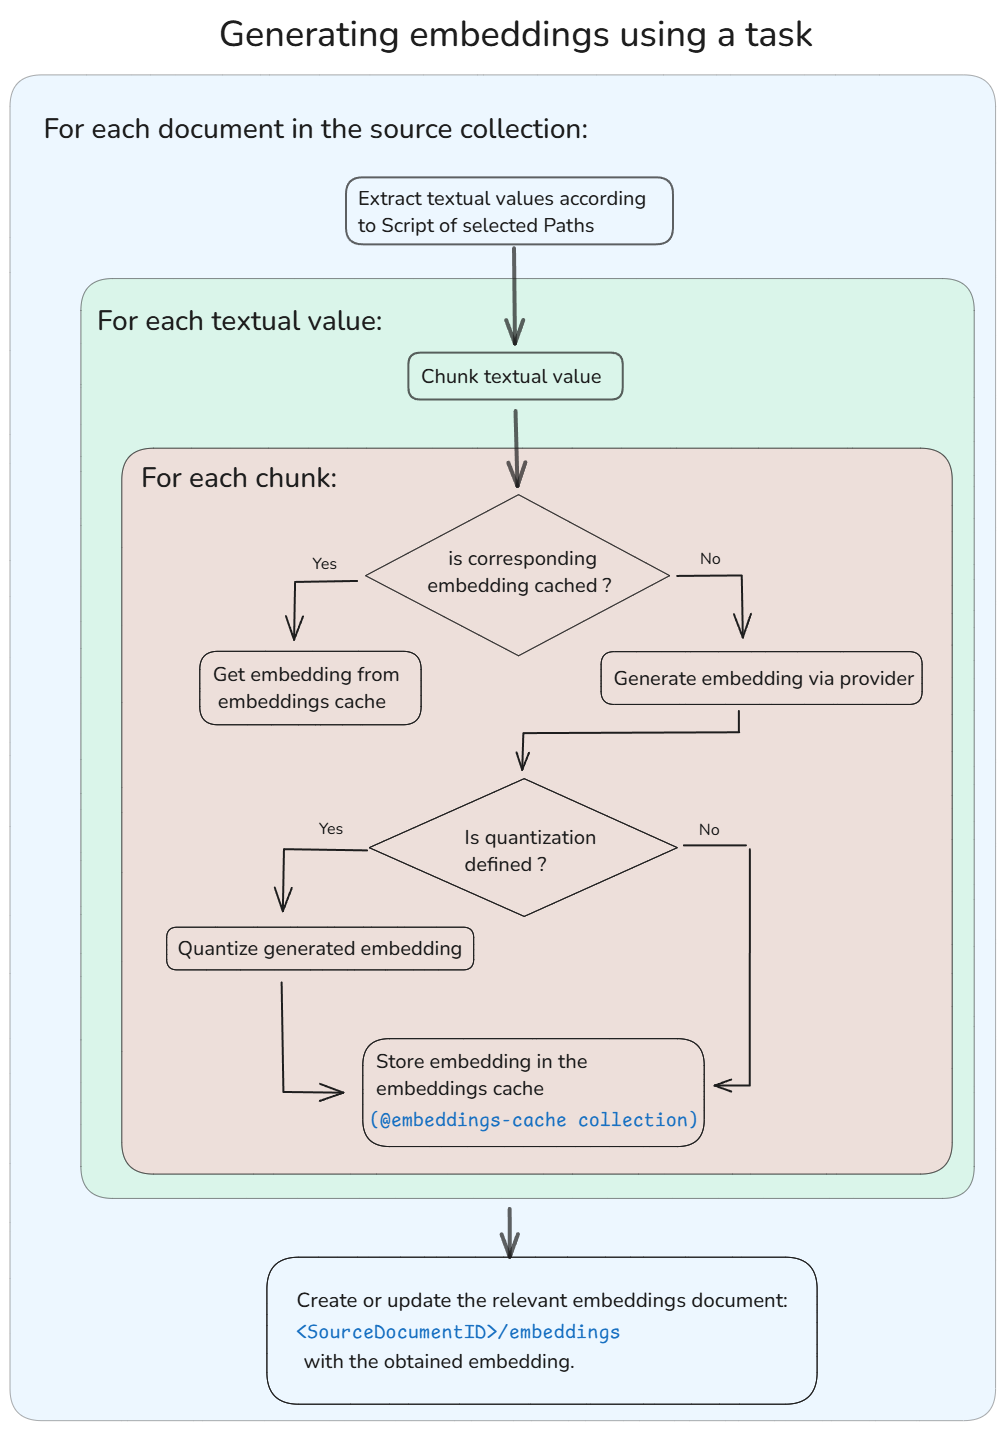 Generating embeddings using a task
For each document in the source collection:
Extract textual values according
to Script of selected Paths
For each textual value:
Chunk textual value
For each chunk:
is corresponding
embedding cached ?
Yes
No
Get embedding from
embeddings cache
Generate embedding via provider
Is quantization
defined ?
Yes
No
Quantize generated embedding
Store embedding in the
embeddings cache
(@embeddings-cache collection)
Create or update the relevant embeddings document:
<SourceDocumentID>/embeddings
with the obtained embedding.